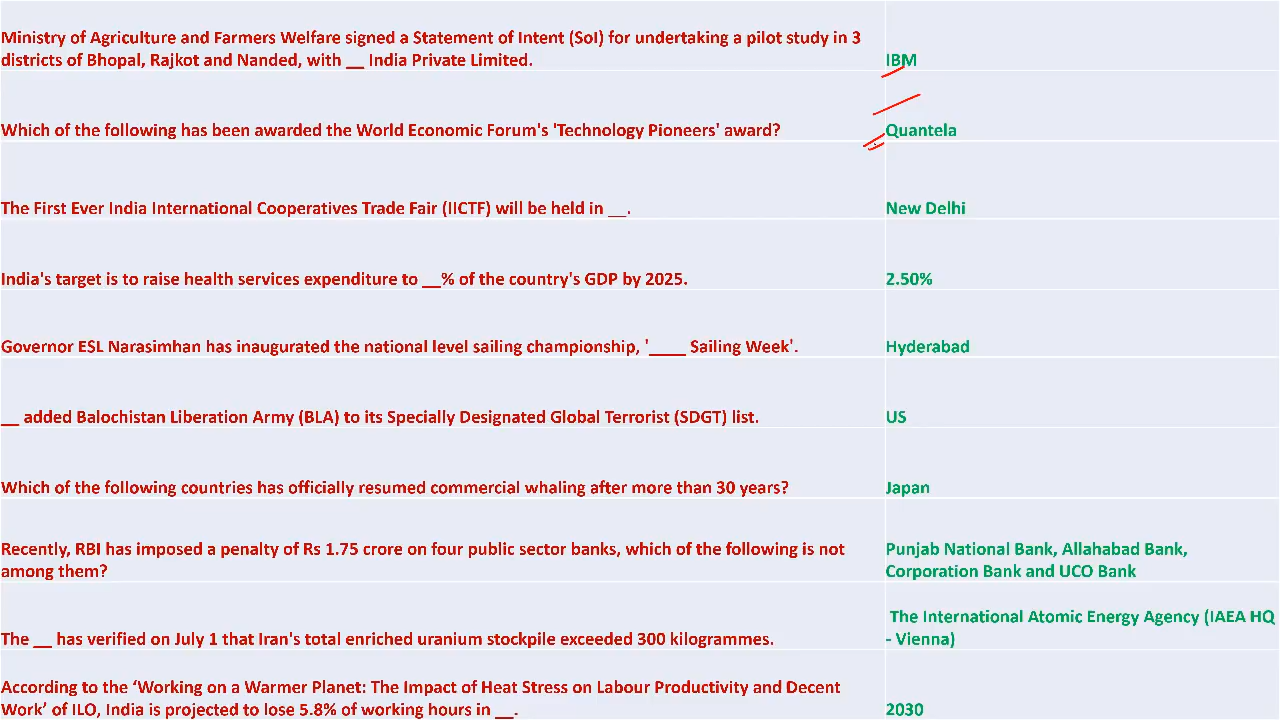 Ministry of Agriculture and Farmers Welfare signed a Statement of Intent (SoI) for undertaking a pilot study in 3
districts of Bhopal, Rajkot and Nanded, with __ India Private Limited.
IBM
Which of the following has been awarded the World Economic Forum's 'Technology Pioneers' award?
Quantela
The First Ever India International Cooperatives Trade Fair (IICTF) will be held in __.
New Delhi
India's target is to raise health services expenditure to __% of the country's GDP by 2025.
2.50%
Governor ESL Narasimhan has inaugurated the national level sailing championship, '____ Sailing Week'.
Hyderabad
__ added Balochistan Liberation Army (BLA) to its Specially Designated Global Terrorist (SDGT) list.
US
Which of the following countries has officially resumed commercial whaling after more than 30 years?
Japan
Recently, RBI has imposed a penalty of Rs 1.75 crore on four public sector banks, which of the following is not
among them?
Punjab National Bank, Allahabad Bank,
Corporation Bank and UCO Bank
The __ has verified on July 1 that Iran's total enriched uranium stockpile exceeded 300 kilogrammes.
The International Atomic Energy Agency (IAEA HQ
- Vienna)
According to the ‘Working on a Warmer Planet: The Impact of Heat Stress on Labour Productivity and Decent
Work’ of ILO, India is projected to lose 5.8% of working hours in __.
2030